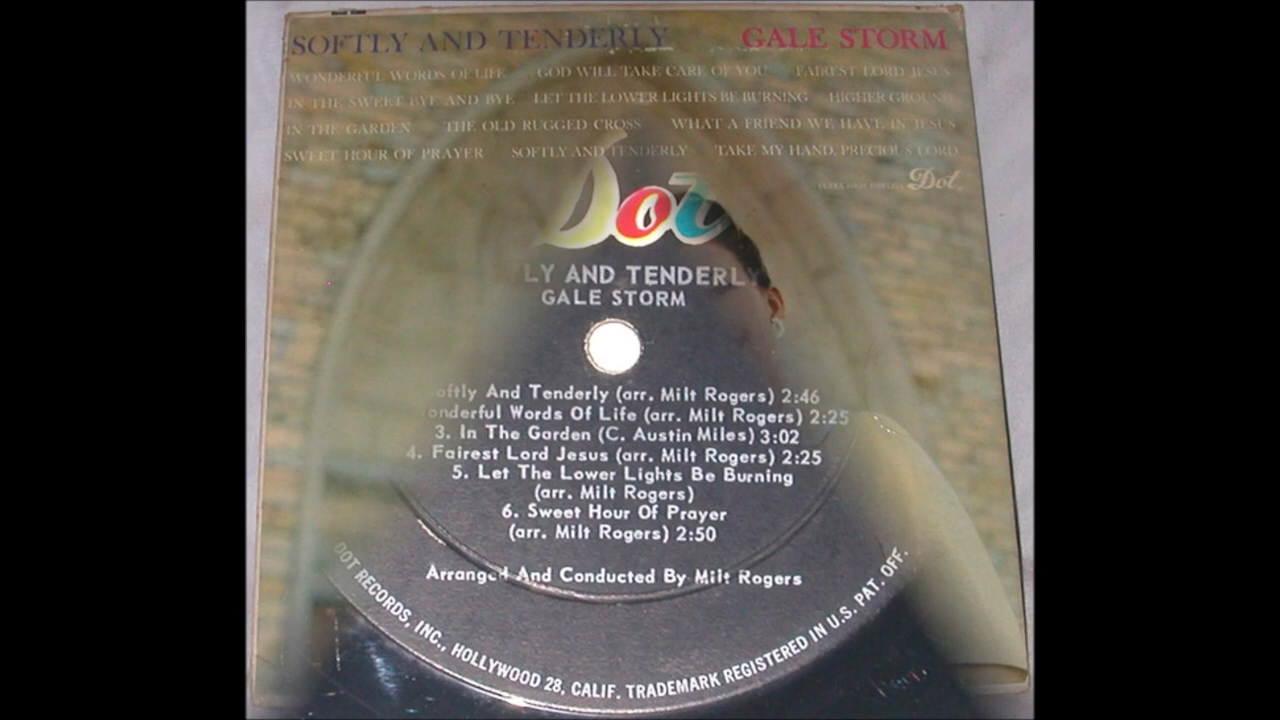 SOFTLY AND TENDERLY GALE STORM
WONDERFUL WORDS OF LIFE GOD WILL TAKE CARE OF YOU FAIREST LORD JESUS
IN THE SWEET BYE AND BYE LET THE LOWER LIGHTS BE BURNING HIGHER GROUND
IN THE GARDEN THE OLD RUGGED CROSS WHAT A FRIEND WE HAVE IN JESUS
SWEET HOUR OF PRAYER SOFTLY AND TENDERLY TAKE MY HAND, PRECIOUS LORD
ULTRA HIGH FIDELITY Dot
Dot
LY AND TENDERLY
GALE STORM
oftly And Tenderly (arr. Milt Rogers) 2:46
onderful Words Of Life (arr. Milt Rogers) 2:25
3. In The Garden (C. Austin Miles) 3:02
4. Fairest Lord Jesus (arr. Milt Rogers) 2:25
5. Let The Lower Lights Be Burning
(arr. Milt Rogers)
6. Sweet Hour Of Prayer
(arr. Milt Rogers) 2:50
Arranged And Conducted By Milt Rogers
DOT RECORDS, INC., HOLLYWOOD 28, CALIF. TRADEMARK REGISTERED IN U.S. PAT. OFF.